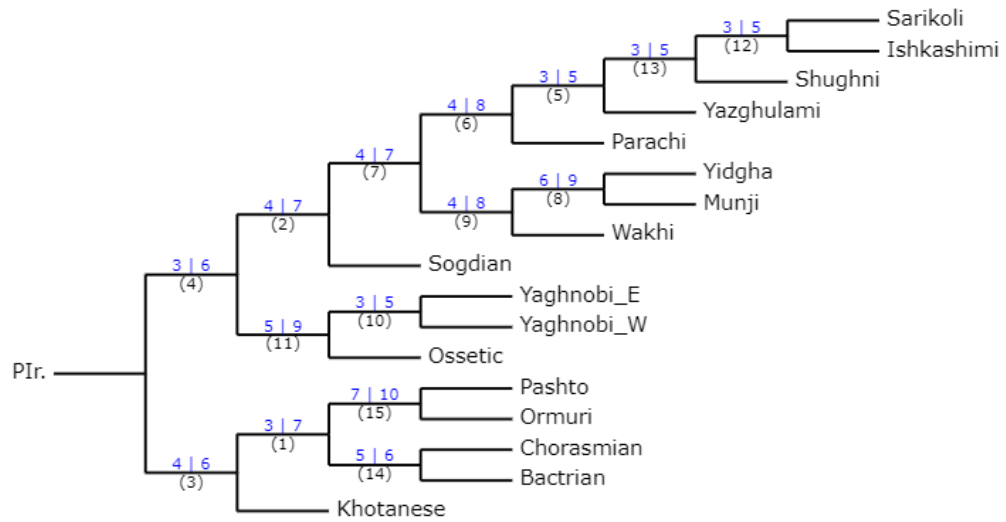 Sarikoli
3 | 5
(12)
Ishkashimi
3 | 5
(13)
Shughni
3 | 5
(5)
Yazghulami
4 | 8
(6)
Parachi
4 | 7
(7)
Yidgha
6 | 9
(8)
Munji
4 | 8
(9)
Wakhi
4 | 7
(2)
Sogdian
3 | 6
(4)
Yaghnobi_E
3 | 5
(10)
Yaghnobi_W
5 | 9
(11)
Ossetic
PIr.
Pashto
7 | 10
(15)
Ormuri
3 | 7
(1)
Chorasmian
5 | 6
(14)
Bactrian
4 | 6
(3)
Khotanese